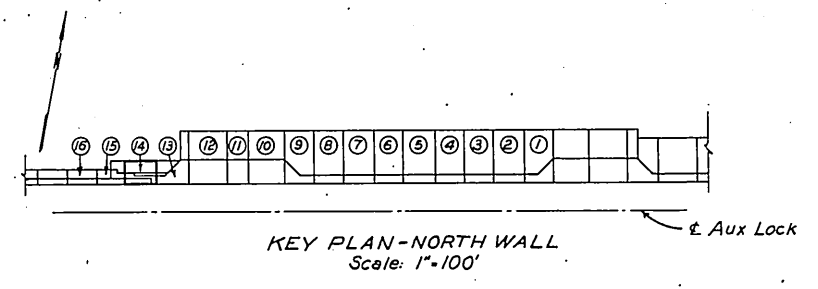 N
16 15 14 13 12 11 10 9 8 7 6 5 4 3 2 1
℄ Aux Lock
KEY PLAN-NORTH WALL
Scale: 1"=100'